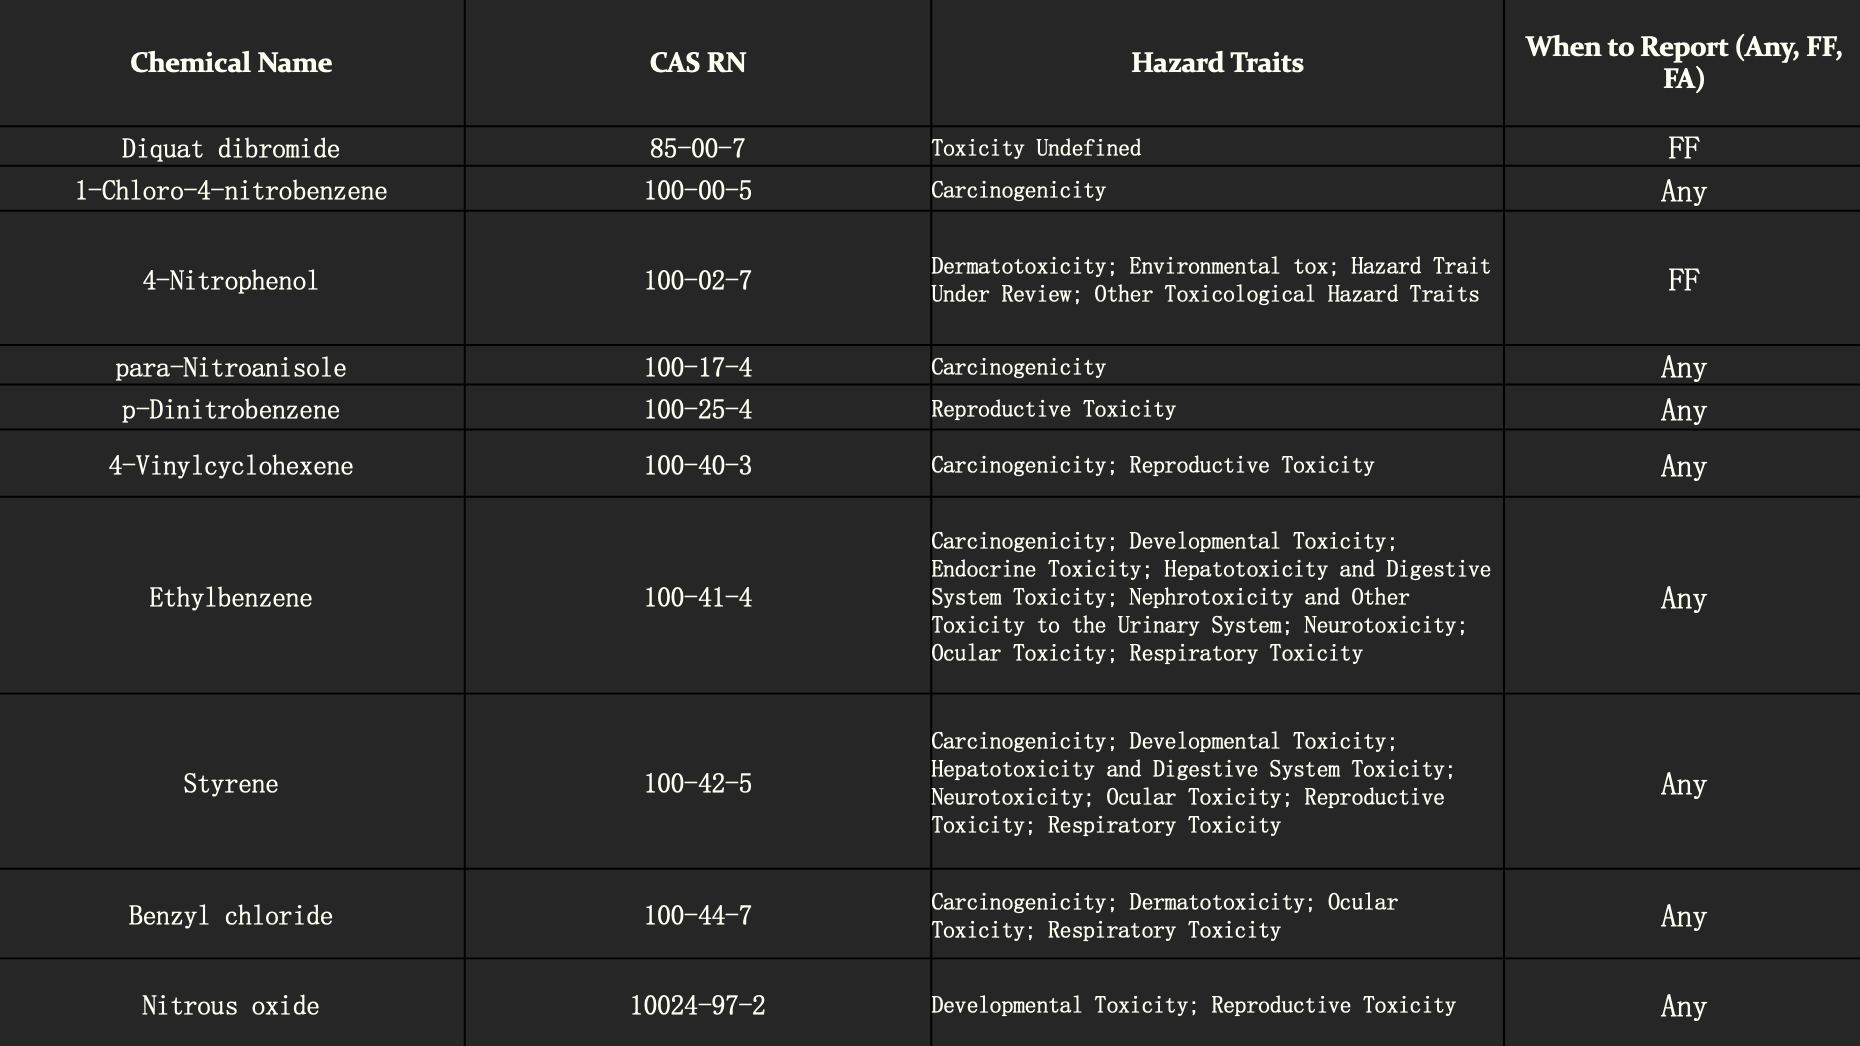 Chemical Name
CAS RN
Hazard Traits
When to Report (Any, FF,
FA)
Diquat dibromide
85-00-7
Toxicity Undefined
FF
1-Chloro-4-nitrobenzene
100-00-5
Carcinogenicity
Any
4-Nitrophenol
100-02-7
Dermatotoxicity; Environmental tox; Hazard Trait
Under Review; Other Toxicological Hazard Traits
FF
para-Nitroanisole
100-17-4
Carcinogenicity
Any
p-Dinitrobenzene
100-25-4
Reproductive Toxicity
Any
4-Vinylcyclohexene
100-40-3
Carcinogenicity; Reproductive Toxicity
Any
Ethylbenzene
100-41-4
Carcinogenicity; Developmental Toxicity;
Endocrine Toxicity; Hepatotoxicity and Digestive
System Toxicity; Nephrotoxicity and Other
Toxicity to the Urinary System; Neurotoxicity;
Ocular Toxicity; Respiratory Toxicity
Any
Styrene
100-42-5
Carcinogenicity; Developmental Toxicity;
Hepatotoxicity and Digestive System Toxicity;
Neurotoxicity; Ocular Toxicity; Reproductive
Toxicity; Respiratory Toxicity
Any
Benzyl chloride
100-44-7
Carcinogenicity; Dermatotoxicity; Ocular
Toxicity; Respiratory Toxicity
Any
Nitrous oxide
10024-97-2
Developmental Toxicity; Reproductive Toxicity
Any